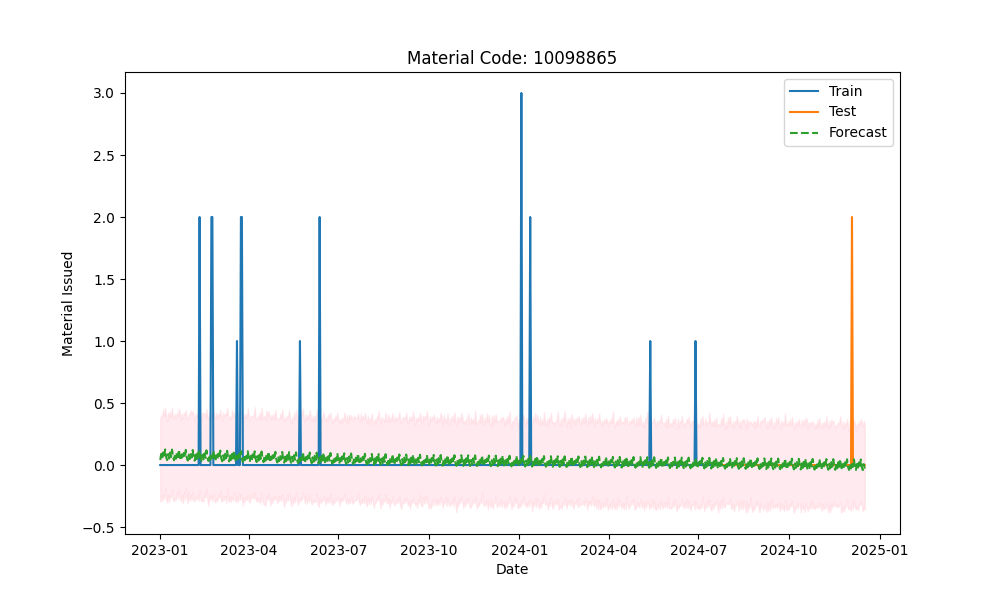 Material Code: 10098865
Train
Test
Forecast
3.0
2.5
2.0
1.5
1.0
0.5
0.0
−0.5
Material Issued
2023-01 2023-04 2023-07 2023-10 2024-01 2024-04 2024-07 2024-10 2025-01
Date